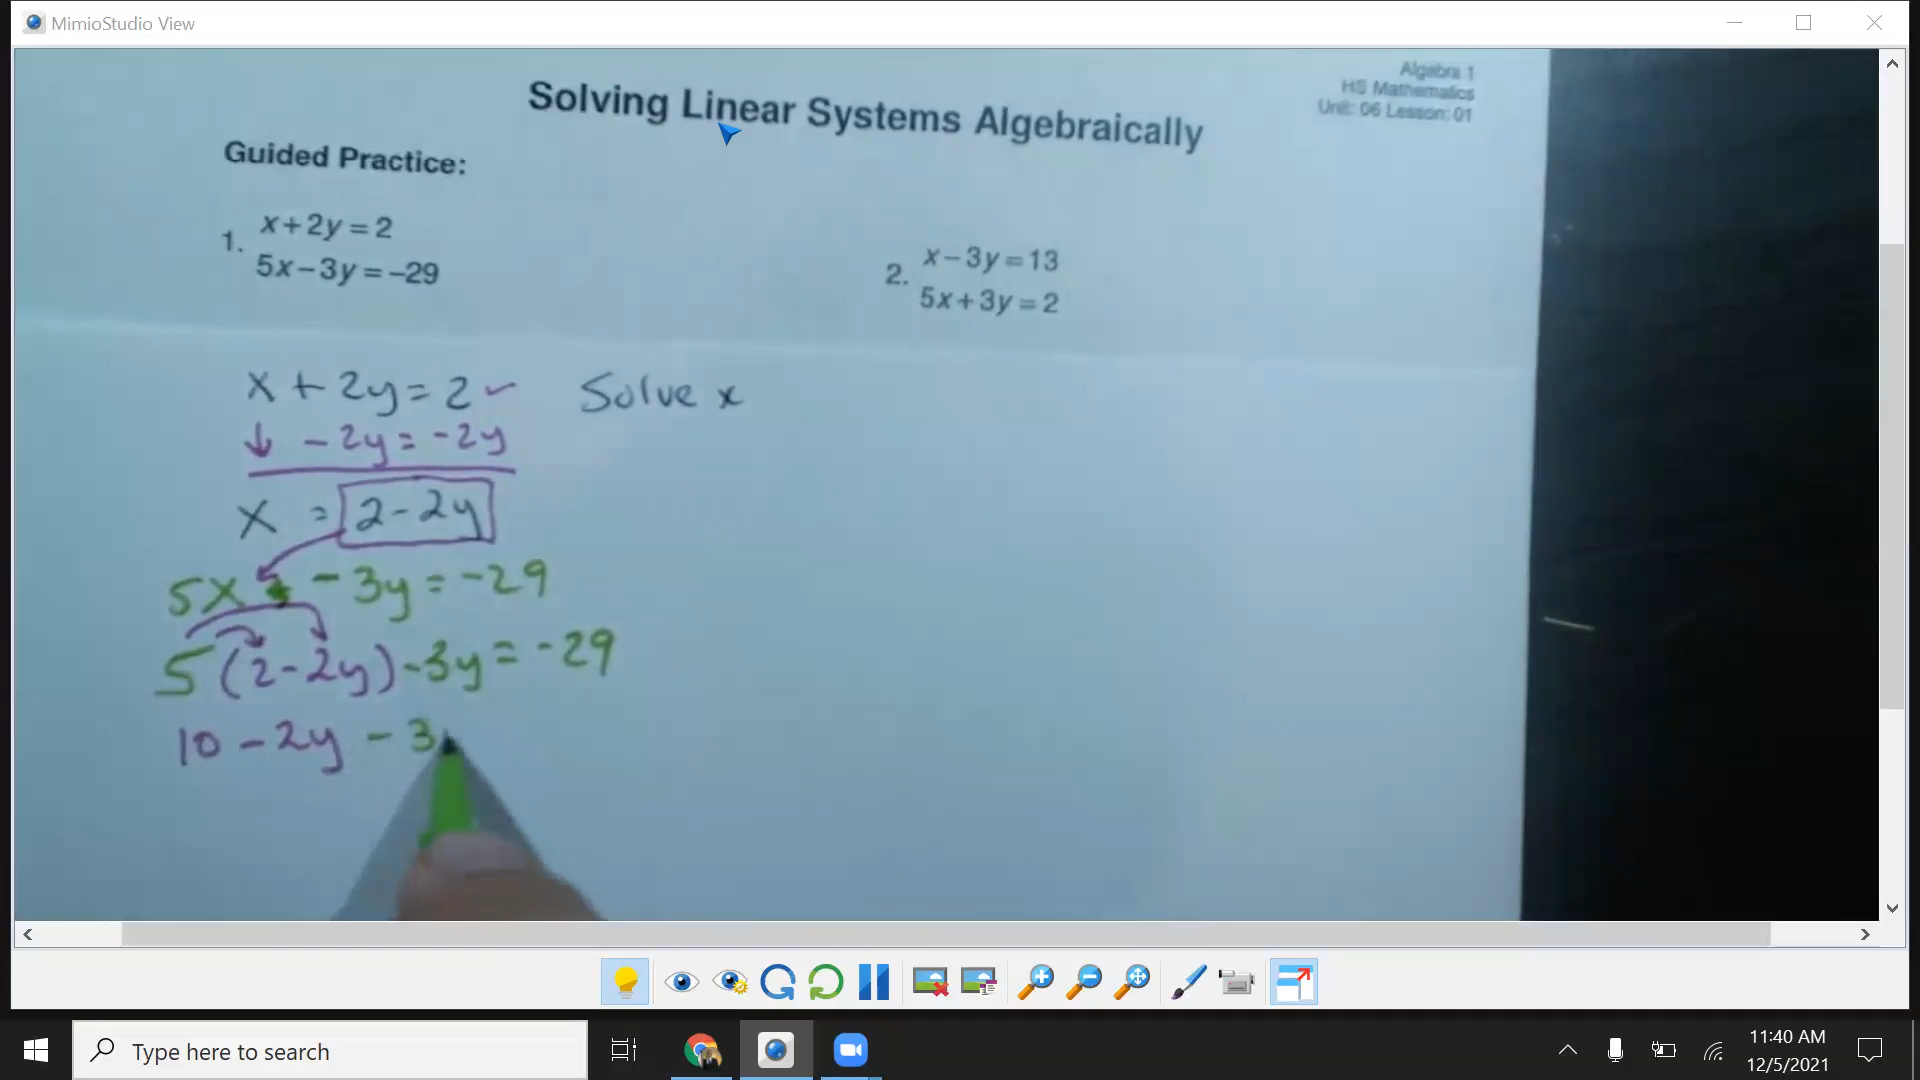 MimioStudio View
Algebra 1
HS Mathematics
Unit: 06 Lesson: 01
Solving Linear Systems Algebraically
Guided Practice:
1. x+2y=2
5x−3y=−29
2. x−3y=13
5x+3y=2
x + 2y = 2 Solve x
↓ - 2y = -2y
x = 2 - 2y
5x - 3y = -29
5(2-2y)-3y = -29
10 - 2y - 3
Type here to search
11:40 AM
12/5/2021